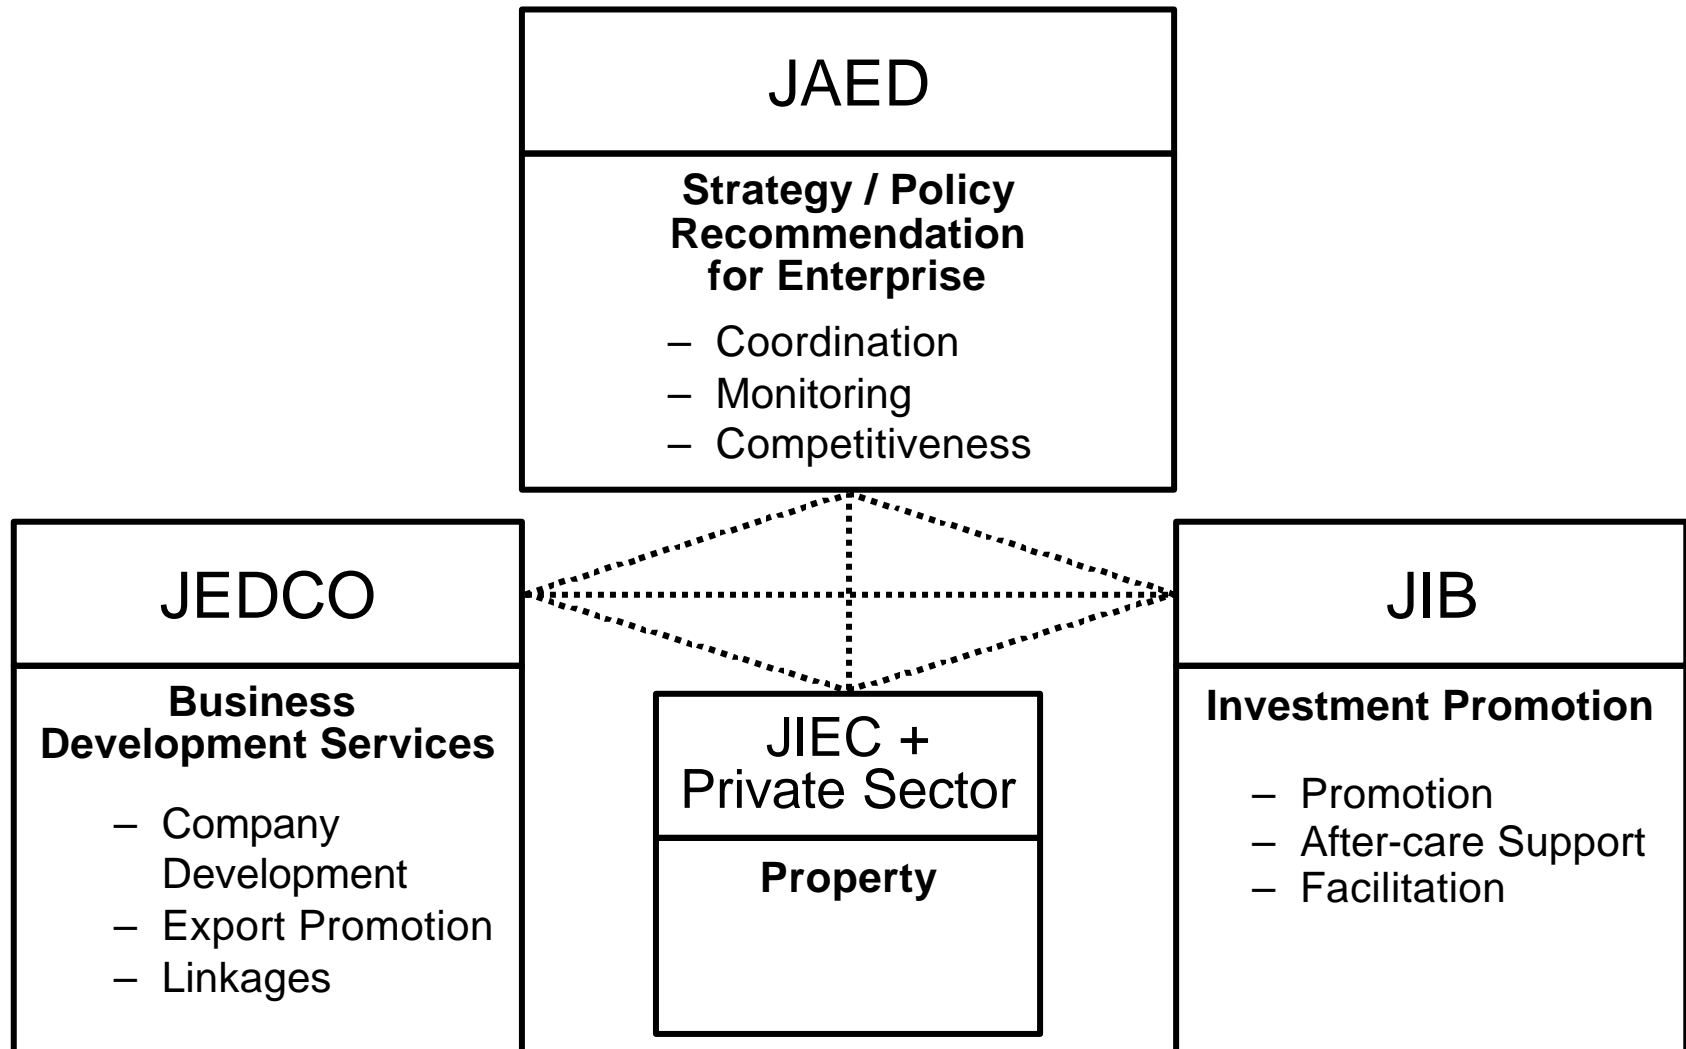 JAED
Strategy / Policy
Recommendation
for Enterprise
– Coordination
– Monitoring
– Competitiveness
JEDCO
Business
Development Services
– Company
Development
– Export Promotion
– Linkages
JIEC +
Private Sector
Property
JIB
Investment Promotion
– Promotion
– After-care Support
– Facilitation